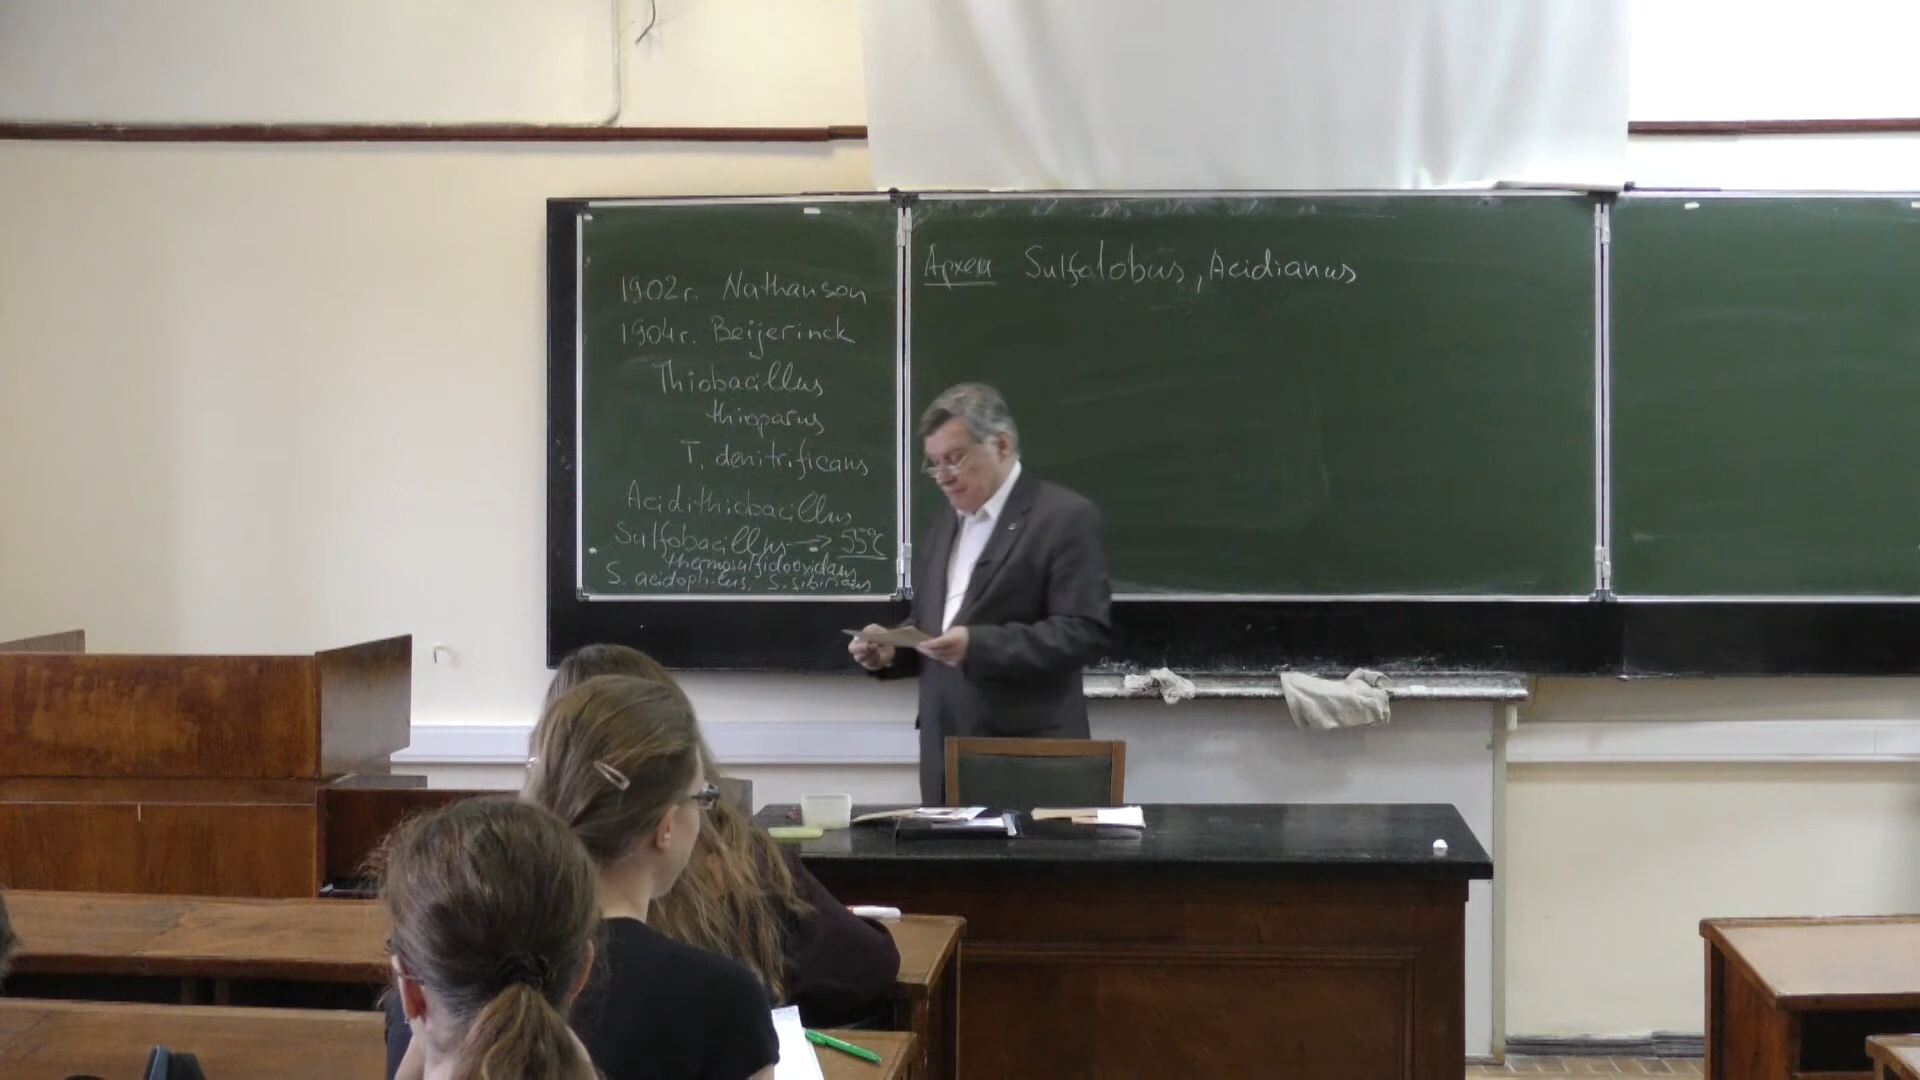 1902г. Nathanson
1904г. Beijerinck
Thiobacillus
thioparus
T. denitrificans
Acidithiobacillus
Sulfobacillus → 55°C
thermosulfidooxidans
S. acidophilus, S. sibiricus
Археи Sulfolobus, Acidianus